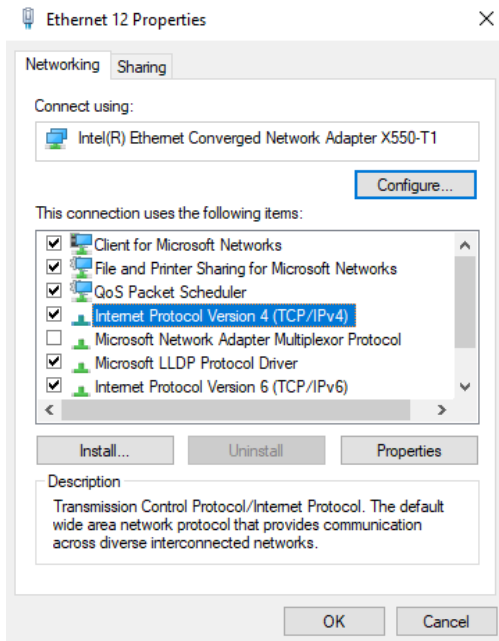 Ethernet 12 Properties
Networking
Sharing
Connect using:
Intel(R) Ethernet Converged Network Adapter X550-T1
Configure...
This connection uses the following items:
Client for Microsoft Networks
File and Printer Sharing for Microsoft Networks
QoS Packet Scheduler
Internet Protocol Version 4 (TCP/IPv4)
Microsoft Network Adapter Multiplexor Protocol
Microsoft LLDP Protocol Driver
Internet Protocol Version 6 (TCP/IPv6)
Install...
Uninstall
Properties
Description
Transmission Control Protocol/Internet Protocol. The default
wide area network protocol that provides communication
across diverse interconnected networks.
OK
Cancel